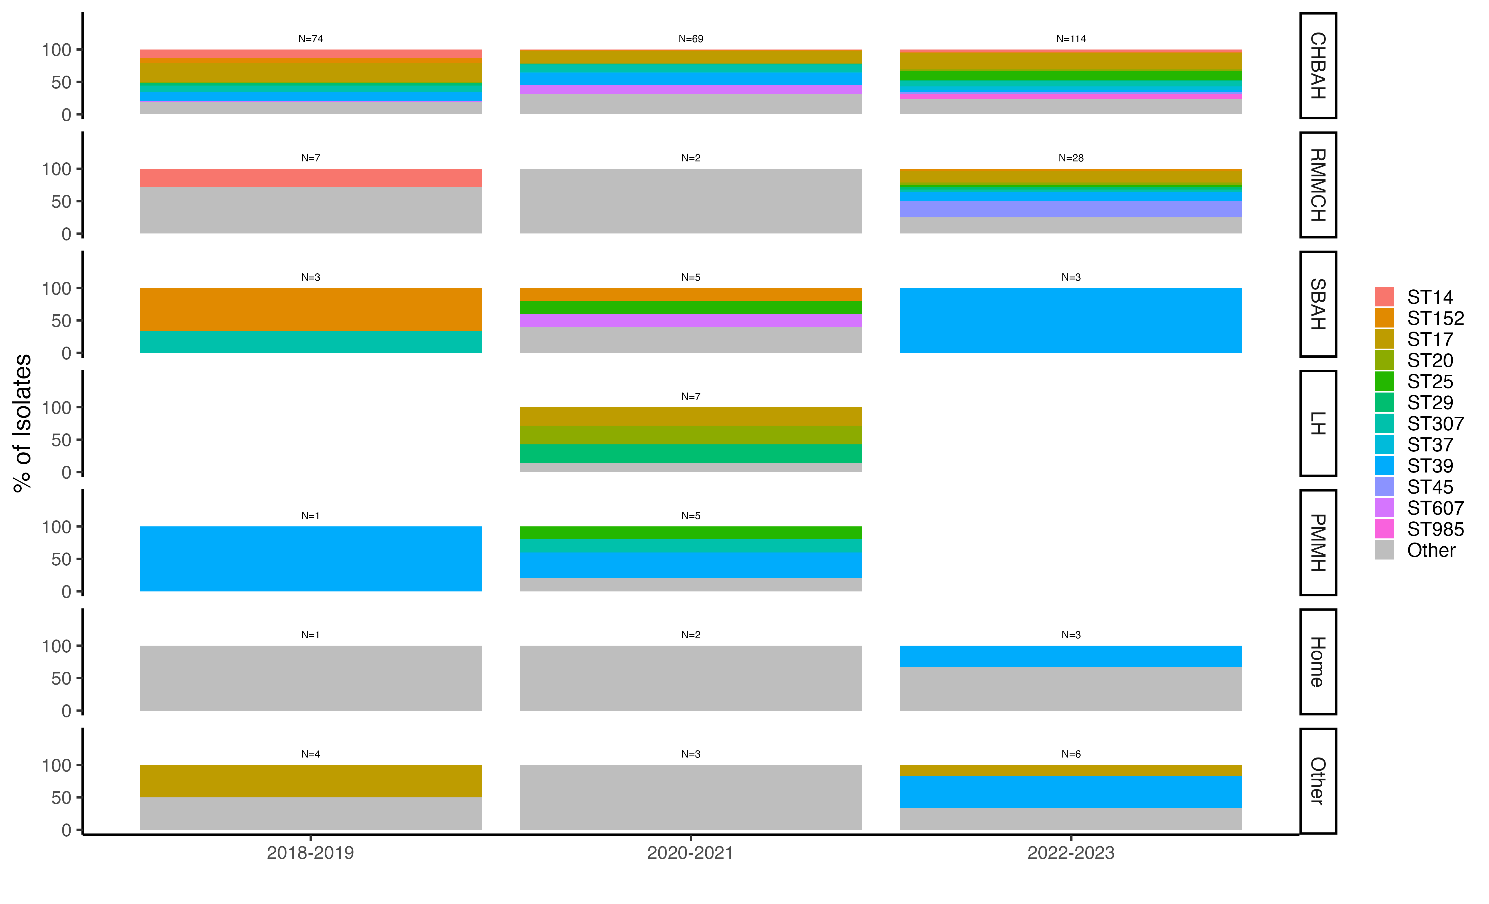 % of Isolates
N=74 N=69 N=114
100
50
0
CHBAH
N=7 N=2 N=28
100
50
0
RMMCH
N=3 N=5 N=3
100
50
0
SBAH
N=7
100
50
0
LH
N=1 N=5
100
50
0
PMMH
N=1 N=2 N=3
100
50
0
Home
N=4 N=3 N=6
100
50
0
Other
2018-2019 2020-2021 2022-2023
ST14
ST152
ST17
ST20
ST25
ST29
ST307
ST37
ST39
ST45
ST607
ST985
Other